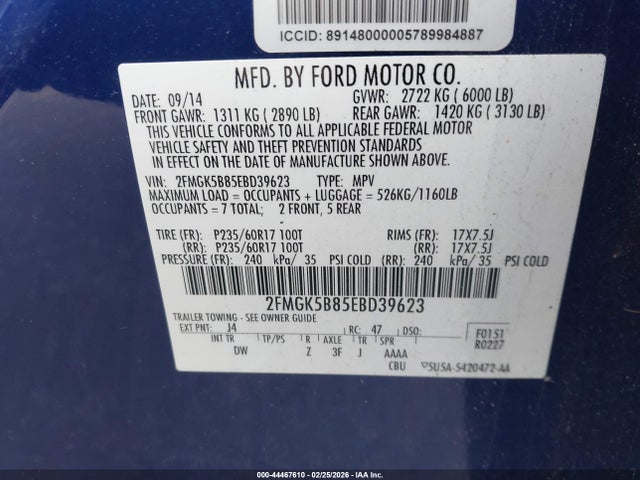 ICCID: 89148000005789984887
MFD. BY FORD MOTOR CO.
DATE: 09/14 GVWR: 2722 KG ( 6000 LB)
FRONT GAWR: 1311 KG ( 2890 LB) REAR GAWR: 1420 KG ( 3130 LB)
THIS VEHICLE CONFORMS TO ALL APPLICABLE FEDERAL MOTOR
VEHICLE SAFETY AND THEFT PREVENTION STANDARDS
IN EFFECT ON THE DATE OF MANUFACTURE SHOWN ABOVE.
VIN: 2FMGK5B85EBD39623 TYPE: MPV
MAXIMUM LOAD = OCCUPANTS + LUGGAGE = 526KG/1160LB
OCCUPANTS = 7 TOTAL; 2 FRONT, 5 REAR
TIRE (FR): P235/60R17 100T RIMS (FR): 17X7.5J
(RR): P235/60R17 100T (RR): 17X7.5J
PRESSURE (FR): 240 kPa/ 35 PSI COLD (RR): 240 kPa/ 35 PSI COLD
2FMGK5B85EBD39623
TRAILER TOWING - SEE OWNER GUIDE
EXT PNT: J4 RC: 47 DSO: F0151
INT TR TP/PS R AXLE TR SPR R0227
DW Z 3F J AAAA
CBU 5U5A-5420472-AA
000-44467610 - 02/25/2026 - IAA Inc.